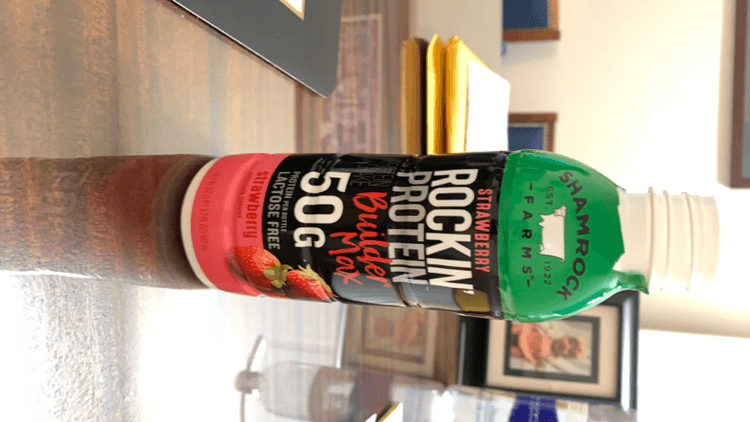 SHAMROCK
EST. 1922
FARMS
STRAWBERRY
ROCKIN'
PROTEIN
Builder
Max
50G
PROTEIN PER BOTTLE
LACTOSE FREE
strawberry